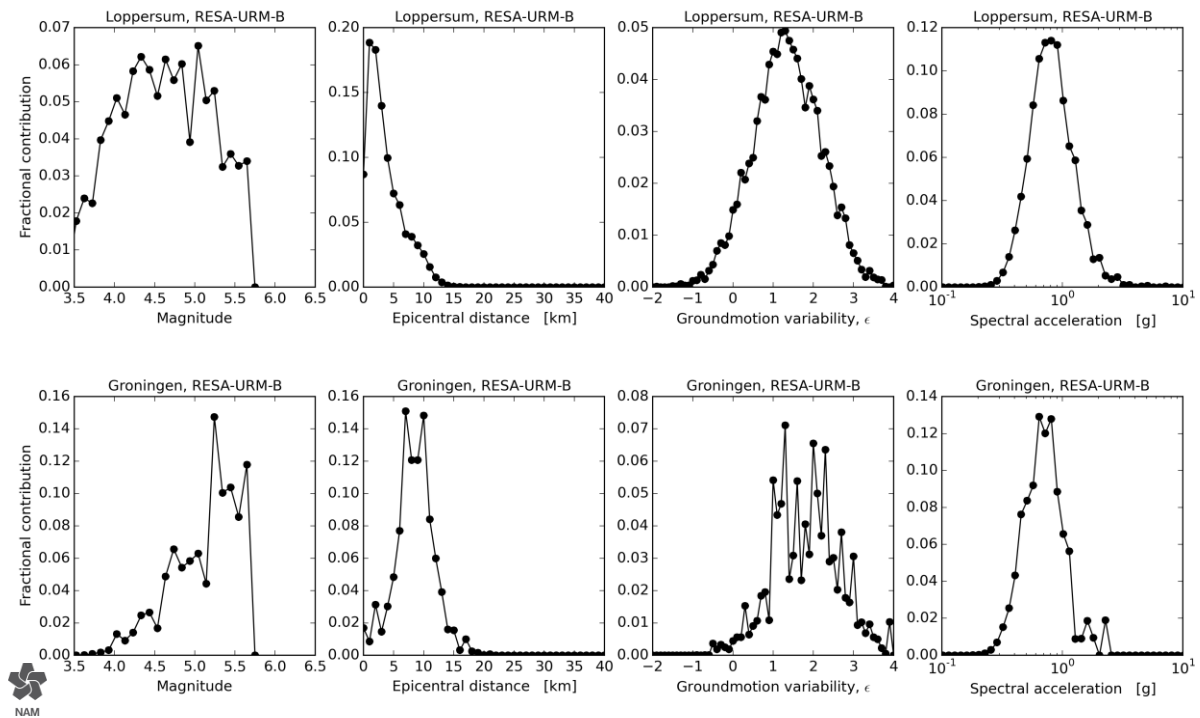 Loppersum, RESA-URM-B
0.07
0.06
0.05
0.04
0.03
0.02
0.01
0.00
Fractional contribution
3.5 4.0 4.5 5.0 5.5 6.0 6.5
Magnitude
Loppersum, RESA-URM-B
0.20
0.15
0.10
0.05
0.00
0 5 10 15 20 25 30 35 40
Epicentral distance [km]
Loppersum, RESA-URM-B
0.05
0.04
0.03
0.02
0.01
0.00
−2 −1 0 1 2 3 4
Groundmotion variability, ϵ
Loppersum, RESA-URM-B
0.12
0.10
0.08
0.06
0.04
0.02
0.00
10⁻¹ 10⁰ 10¹
Spectral acceleration [g]
Groningen, RESA-URM-B
0.16
0.14
0.12
0.10
0.08
0.06
0.04
0.02
0.00
Fractional contribution
3.5 4.0 4.5 5.0 5.5 6.0 6.5
Magnitude
Groningen, RESA-URM-B
0.16
0.14
0.12
0.10
0.08
0.06
0.04
0.02
0.00
0 5 10 15 20 25 30 35 40
Epicentral distance [km]
Groningen, RESA-URM-B
0.08
0.07
0.06
0.05
0.04
0.03
0.02
0.01
0.00
−2 −1 0 1 2 3 4
Groundmotion variability, ϵ
Groningen, RESA-URM-B
0.14
0.12
0.10
0.08
0.06
0.04
0.02
0.00
10⁻¹ 10⁰ 10¹
Spectral acceleration [g]
NAM